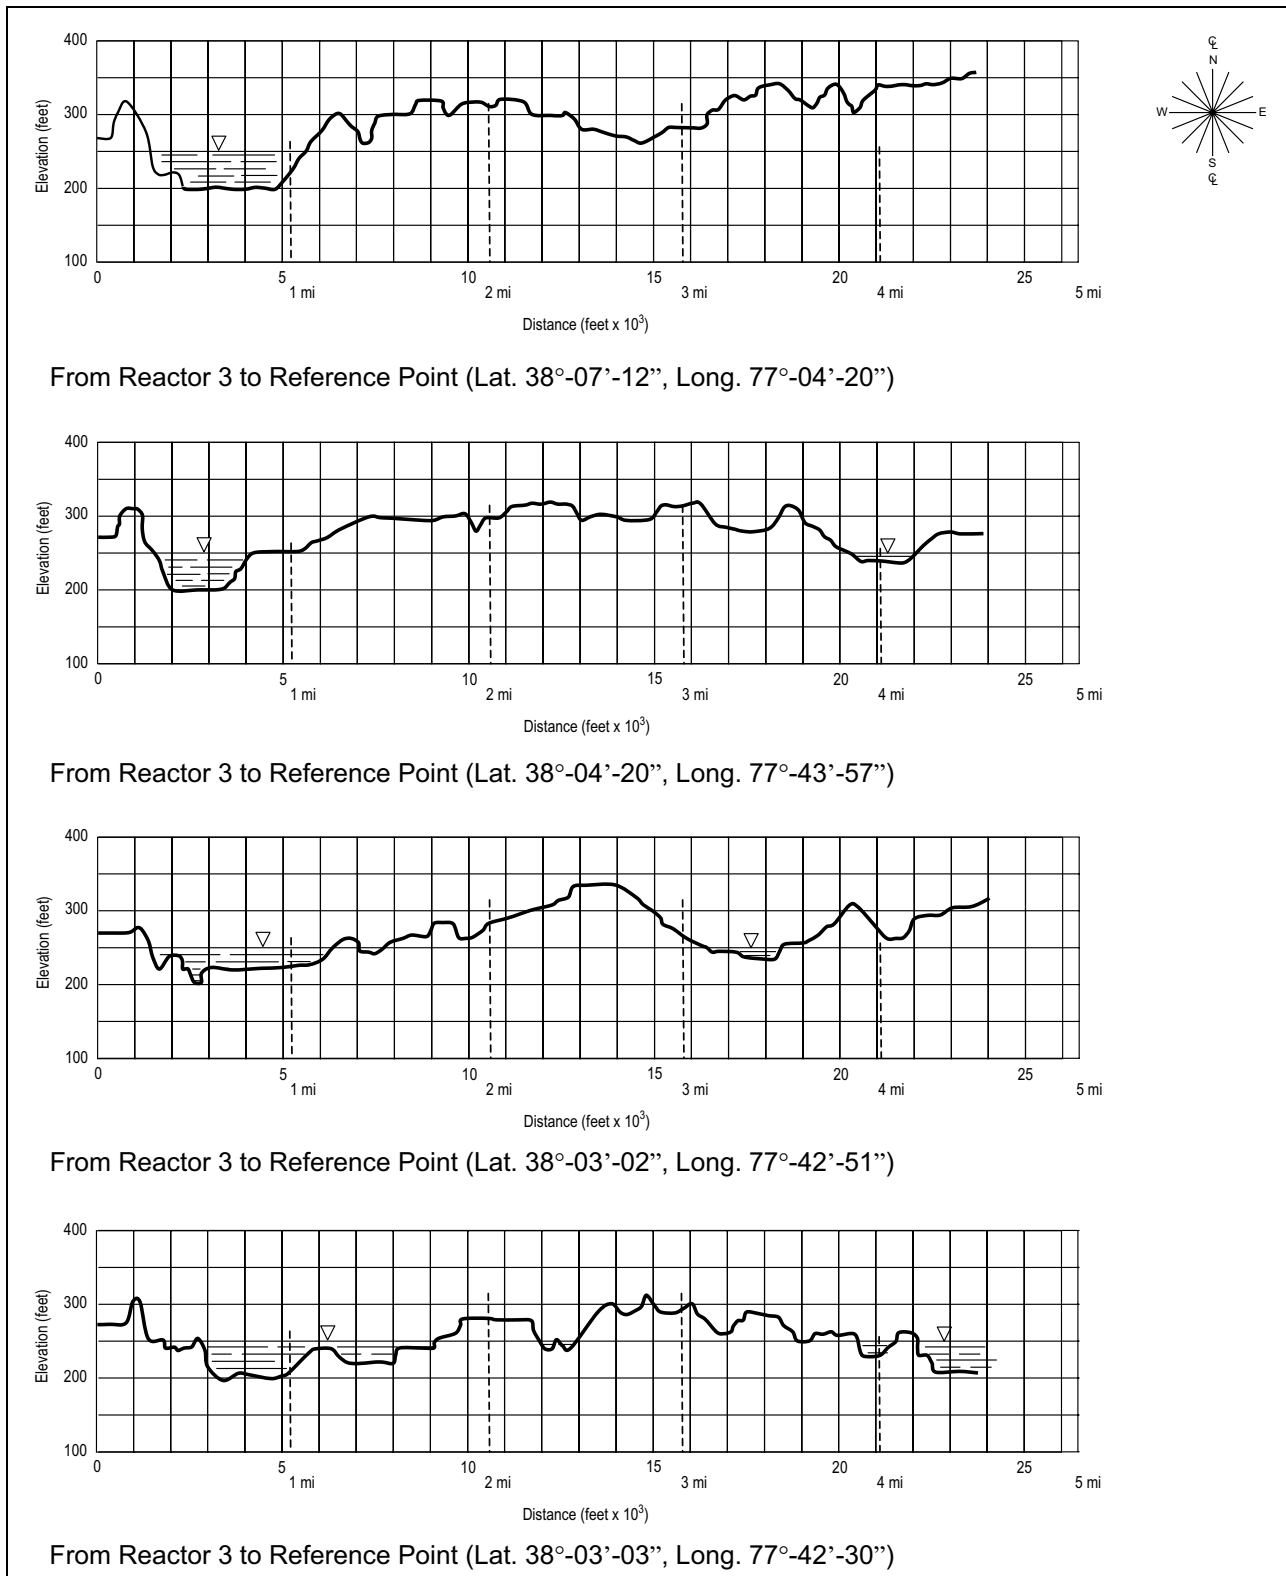 400
300
200
100
Elevation (feet)
0 5 10 15 20 25
1 mi 2 mi 3 mi 4 mi 5 mi
Distance (feet x 10³)
℄
N
W E
S
℄
From Reactor 3 to Reference Point (Lat. 38°-07’-12”, Long. 77°-04’-20”)
400
300
200
100
Elevation (feet)
0 5 10 15 20 25
1 mi 2 mi 3 mi 4 mi 5 mi
Distance (feet x 10³)
From Reactor 3 to Reference Point (Lat. 38°-04’-20”, Long. 77°-43’-57”)
400
300
200
100
Elevation (feet)
0 5 10 15 20 25
1 mi 2 mi 3 mi 4 mi 5 mi
Distance (feet x 10³)
From Reactor 3 to Reference Point (Lat. 38°-03’-02”, Long. 77°-42’-51”)
400
300
200
100
Elevation (feet)
0 5 10 15 20 25
1 mi 2 mi 3 mi 4 mi 5 mi
Distance (feet x 10³)
From Reactor 3 to Reference Point (Lat. 38°-03’-03”, Long. 77°-42’-30”)